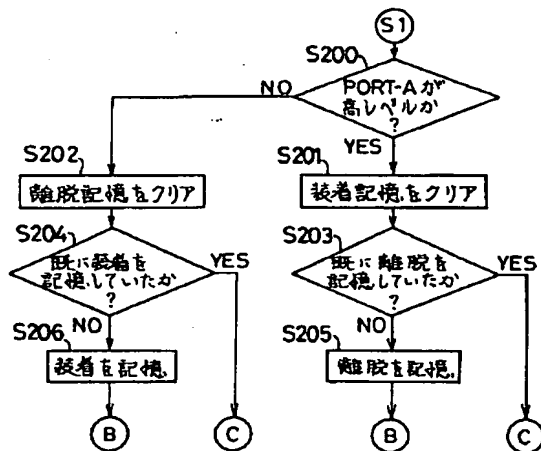 S1
S200
PORT-Aが
高レベルか
?
NO
YES
S202
離脱記憶をクリア
S201
装着記憶をクリア
S204
既に装着を
記憶していたか
?
YES
NO
S203
既に離脱を
記憶していたか
?
YES
NO
S206
装着を記憶
S205
離脱を記憶
B
C
B
C